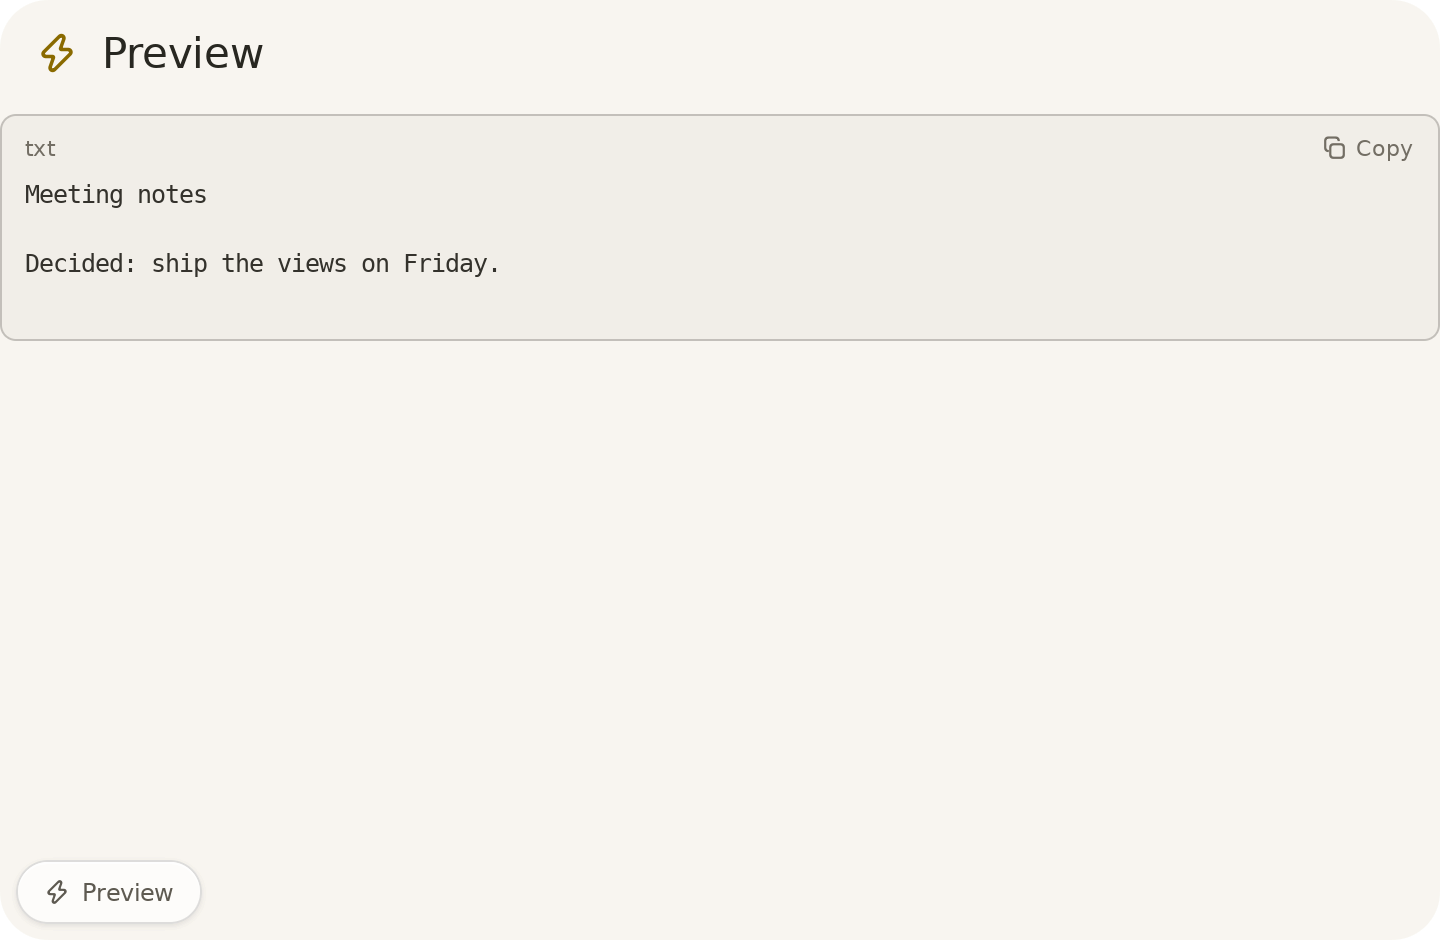 Preview
txt
Copy
Meeting notes
Decided: ship the views on Friday.
Preview